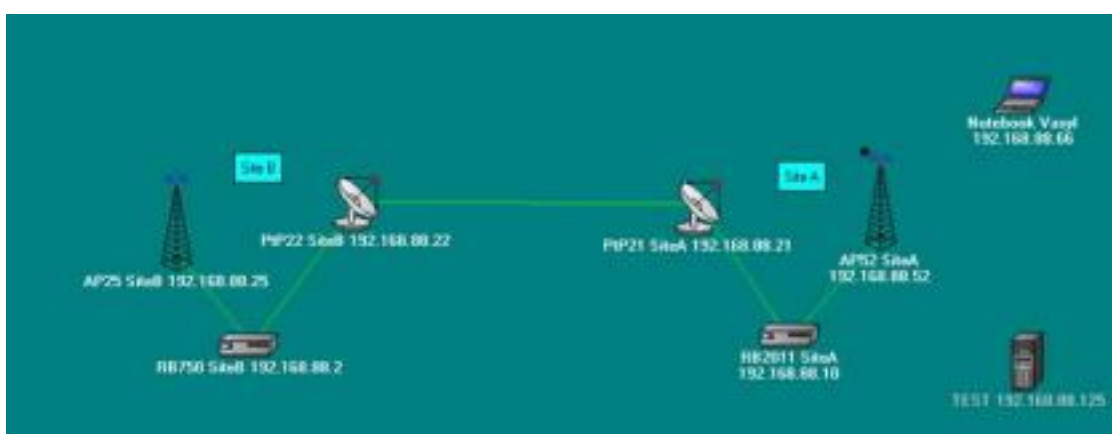 Notebook Vasyl
192.168.88.66
Site B
Site A
PtP22 SiteB 192.168.88.22
PtP21 SiteA 192.168.88.21
AP52 SiteA
192.168.88.52
AP25 SiteB 192.168.88.25
RB750 SiteB 192.168.88.2
RB2011 SiteA
192.168.88.10
TEST 192.168.88.125